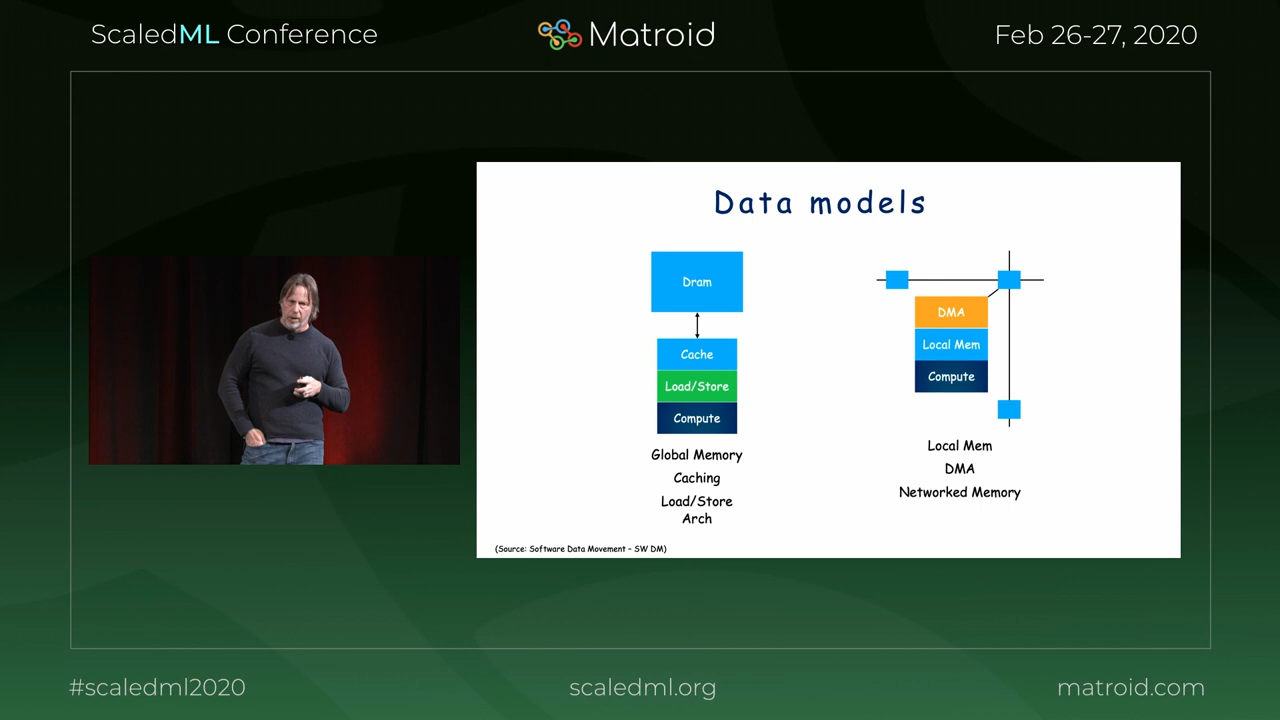 ScaledML Conference
Matroid
Feb 26-27, 2020
Data models
Dram
Cache
Load/Store
Compute
Global Memory
Caching
Load/Store
Arch
DMA
Local Mem
Compute
Local Mem
DMA
Networked Memory
(Source: Software Data Movement – SW DM)
#scaledml2020
scaledml.org
matroid.com